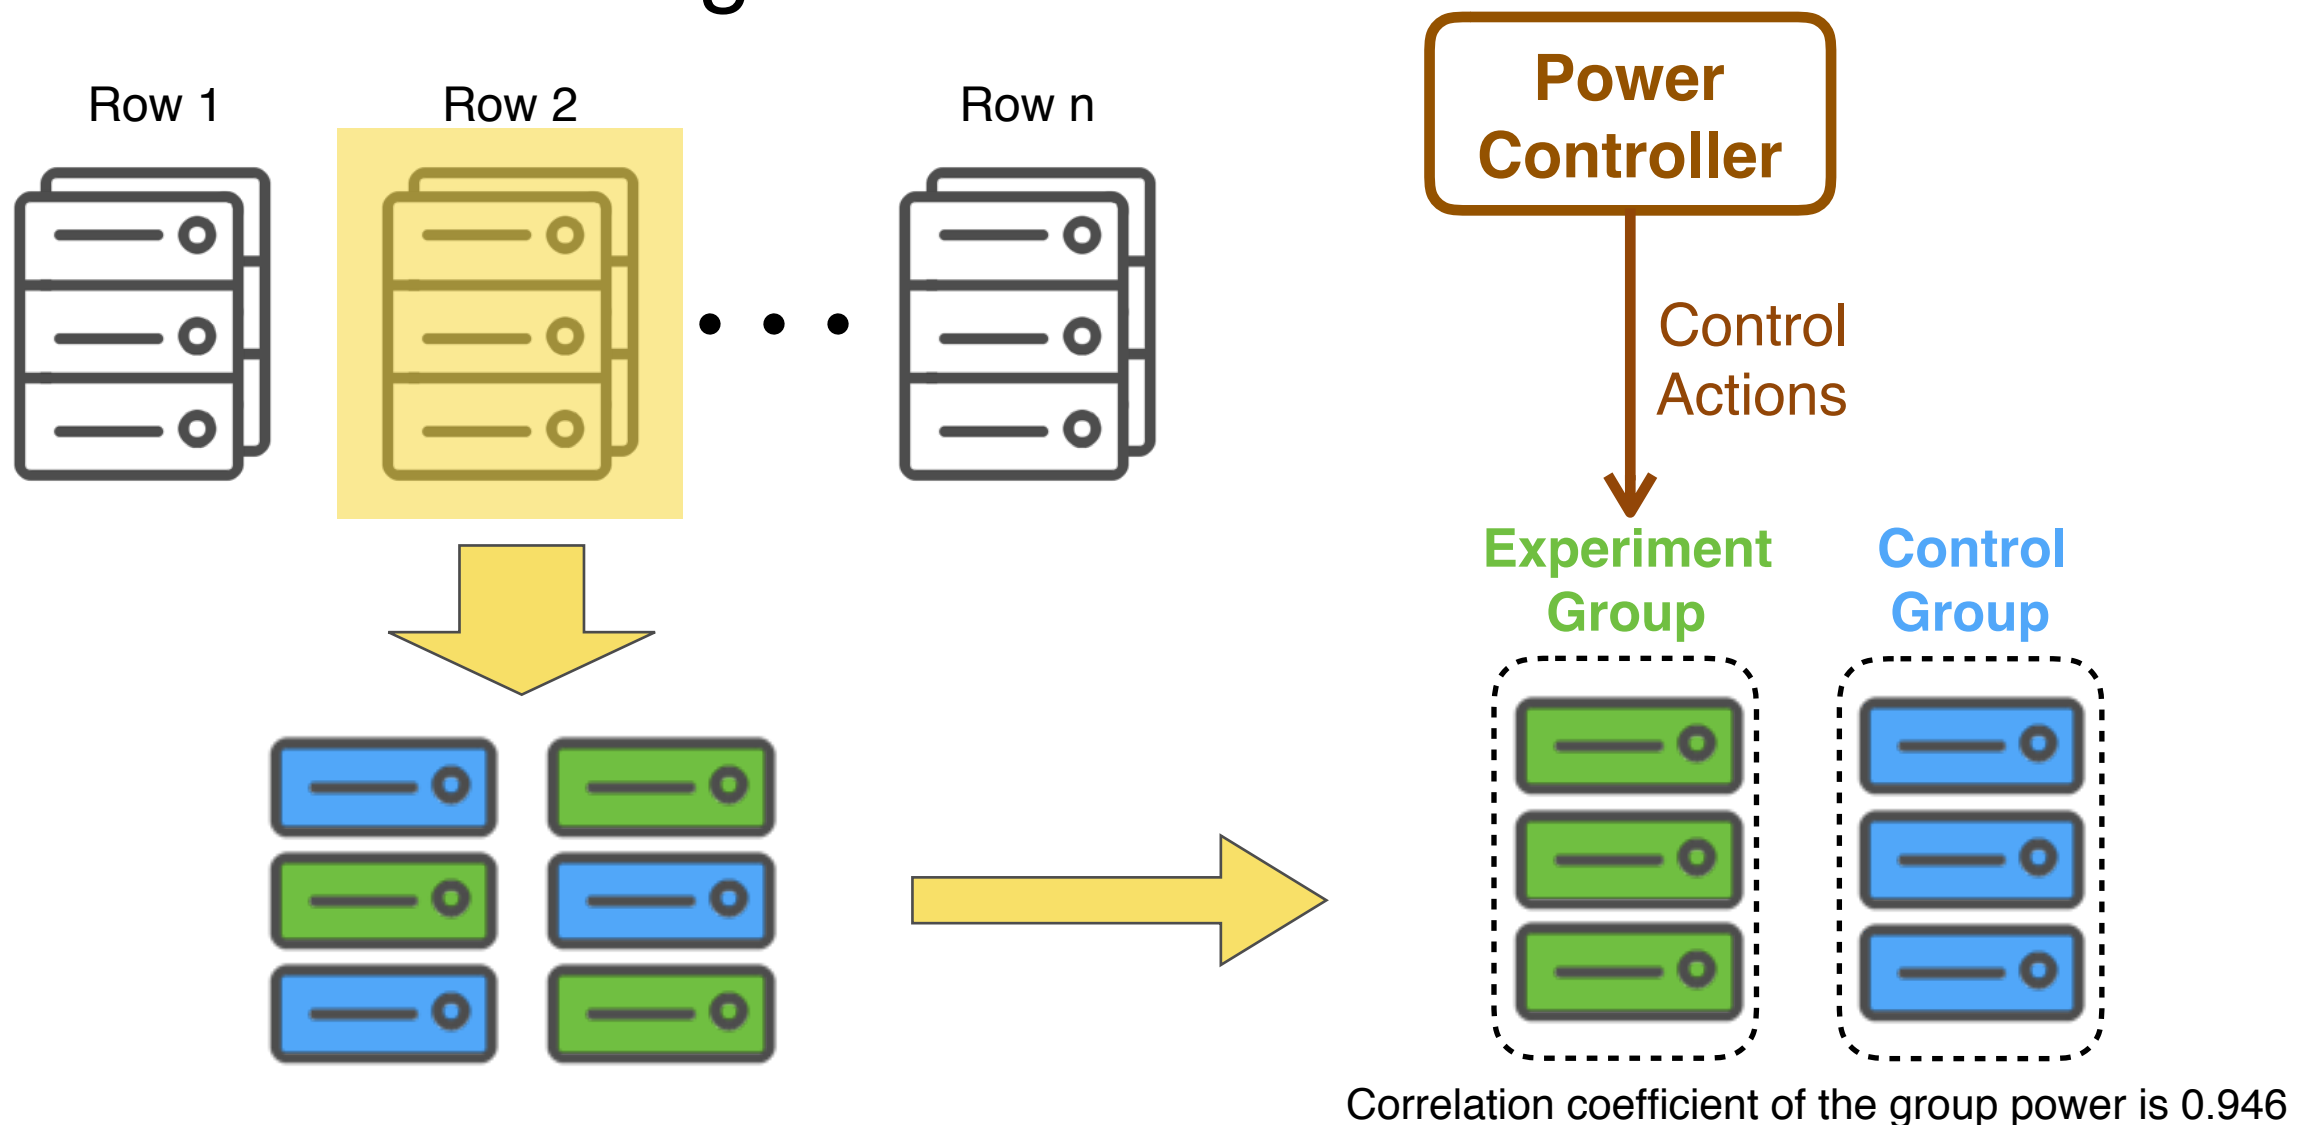 Row 1
Row 2
Row n
Power
Controller
Control
Actions
Experiment
Group
Control
Group
Correlation coefficient of the group power is 0.946